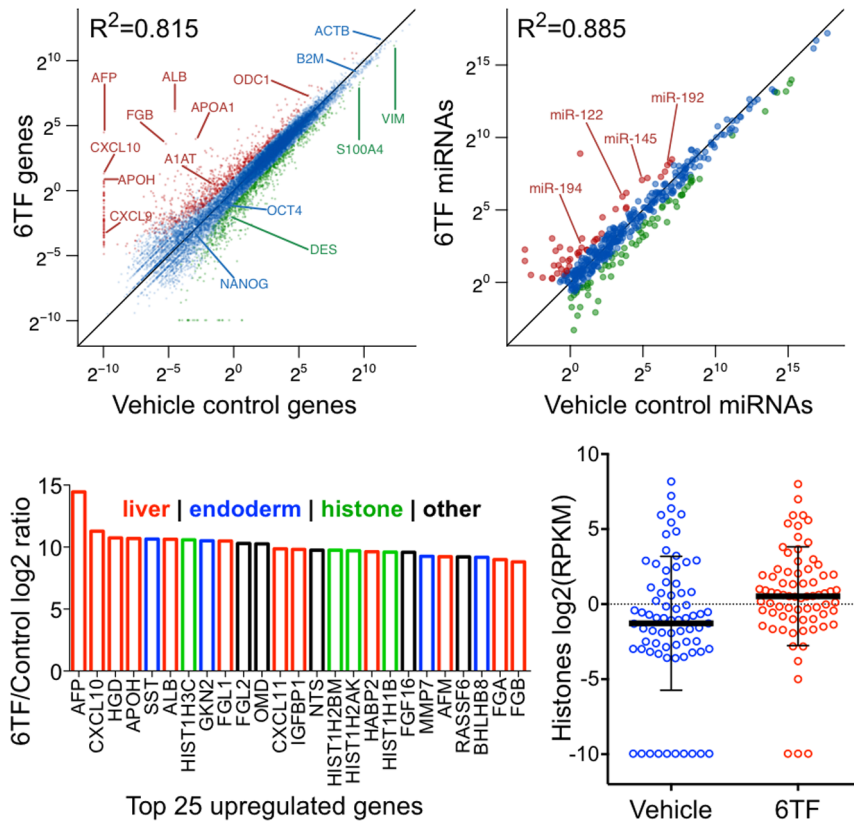 R²=0.815
2¹⁰
2⁵
2⁰
2⁻⁵
2⁻¹⁰
6TF genes
AFP
ALB
ODC1
ACTB
B2M
FGB
APOA1
VIM
CXCL10
A1AT
S100A4
APOH
CXCL9
OCT4
DES
NANOG
2⁻¹⁰ 2⁻⁵ 2⁰ 2⁵ 2¹⁰
Vehicle control genes
R²=0.885
2¹⁵
2¹⁰
2⁵
2⁰
6TF miRNAs
miR-192
miR-122
miR-145
miR-194
2⁰ 2⁵ 2¹⁰ 2¹⁵
Vehicle control miRNAs
15
10
5
0
6TF/Control log2 ratio
liver | endoderm | histone | other
AFP
CXCL10
HGD
APOH
SST
ALB
HIST1H3C
GKN2
FGL1
FGL2
OMD
CXCL11
IGFBP1
NTS
HIST1H2BM
HIST1H2AK
HABP2
HIST1H1B
FGF16
MMP7
AFM
RASSF6
BHLHB8
FGA
FGB
Top 25 upregulated genes
10
5
0
-5
-10
Histones log2(RPKM)
Vehicle 6TF